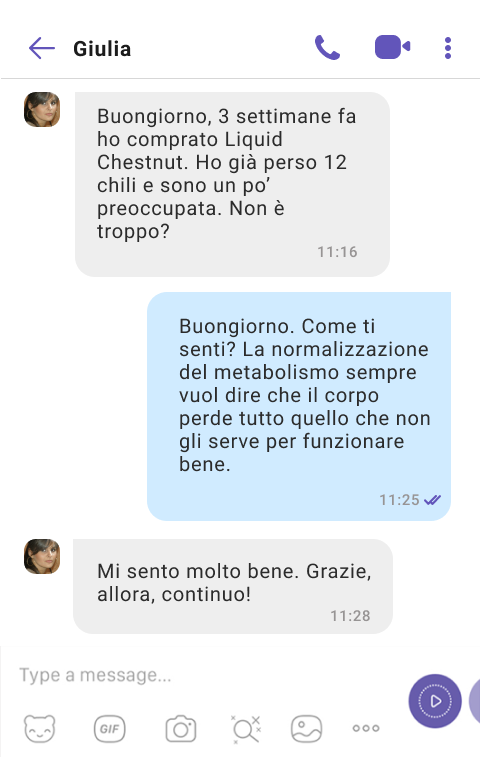 Giulia
Buongiorno, 3 settimane fa
ho comprato Liquid
Chestnut. Ho già perso 12
chili e sono un po’
preoccupata. Non è
troppo?
11:16
Buongiorno. Come ti
senti? La normalizzazione
del metabolismo sempre
vuol dire che il corpo
perde tutto quello che non
gli serve per funzionare
bene.
11:25
Mi sento molto bene. Grazie,
allora, continuo!
11:28
Type a message...
GIF